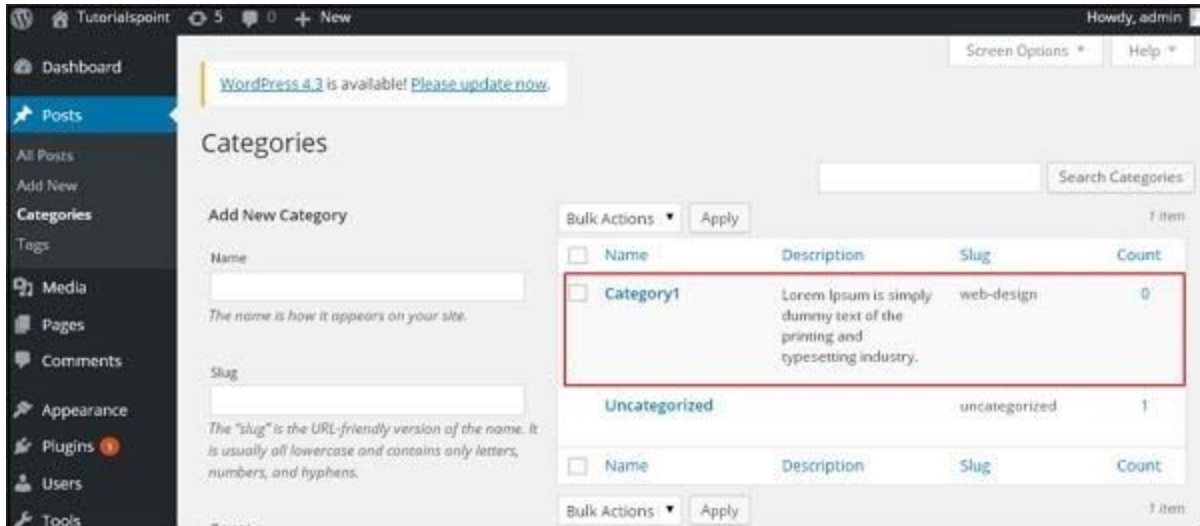 Tutorialspoint 5 0 + New Howdy, admin
Screen Options Help
Dashboard
Posts
All Posts
Add New
Categories
Tags
Media
Pages
Comments
Appearance
Plugins 1
Users
Tools
WordPress 4.3 is available! Please update now.
Categories
Search Categories
Add New Category
Name
The name is how it appears on your site.
Slug
The "slug" is the URL-friendly version of the name. It
is usually all lowercase and contains only letters,
numbers, and hyphens.
Bulk Actions Apply 1 item
Name Description Slug Count
Category1 Lorem Ipsum is simply web-design 0
dummy text of the
printing and
typesetting industry.
Uncategorized uncategorized 1
Name Description Slug Count
Bulk Actions Apply 1 item